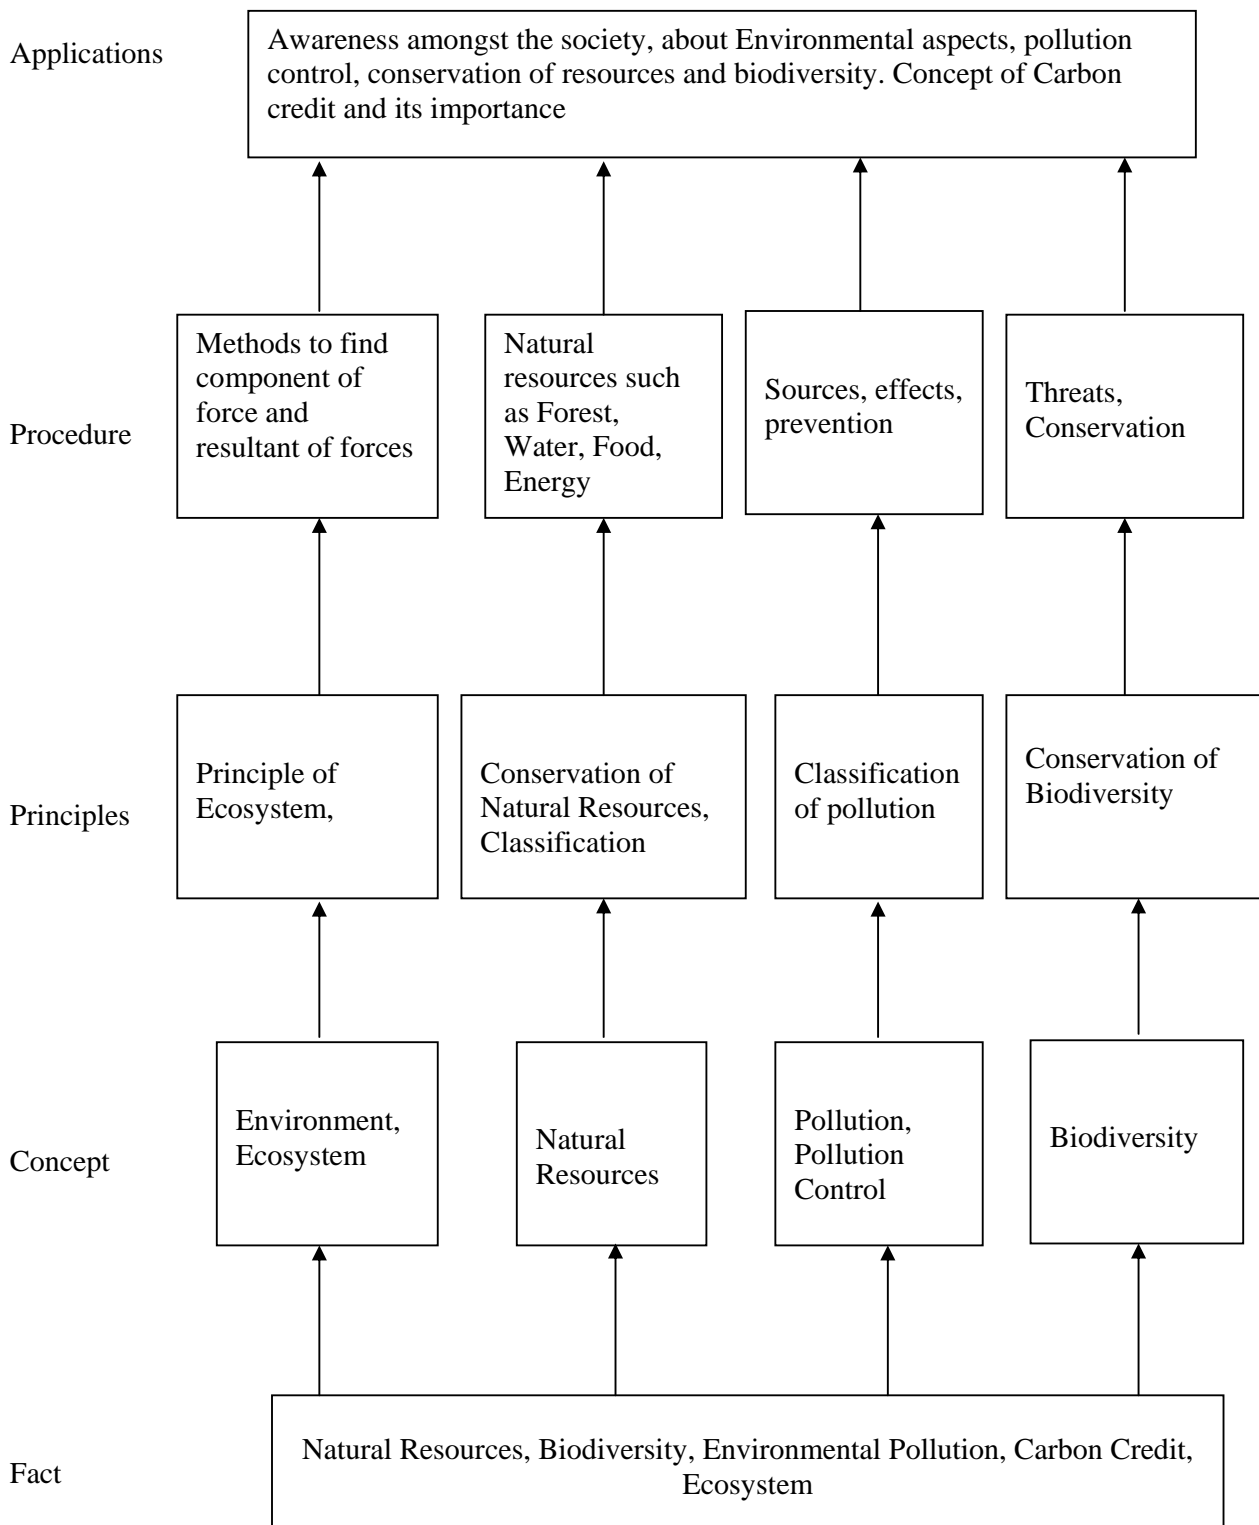 Applications
Awareness amongst the society, about Environmental aspects, pollution
control, conservation of resources and biodiversity. Concept of Carbon
credit and its importance
Procedure
Methods to find
component of
force and
resultant of forces
Natural
resources such
as Forest,
Water, Food,
Energy
Sources, effects,
prevention
Threats,
Conservation
Principles
Principle of
Ecosystem,
Conservation of
Natural Resources,
Classification
Classification
of pollution
Conservation of
Biodiversity
Concept
Environment,
Ecosystem
Natural
Resources
Pollution,
Pollution
Control
Biodiversity
Fact
Natural Resources, Biodiversity, Environmental Pollution, Carbon Credit,
Ecosystem